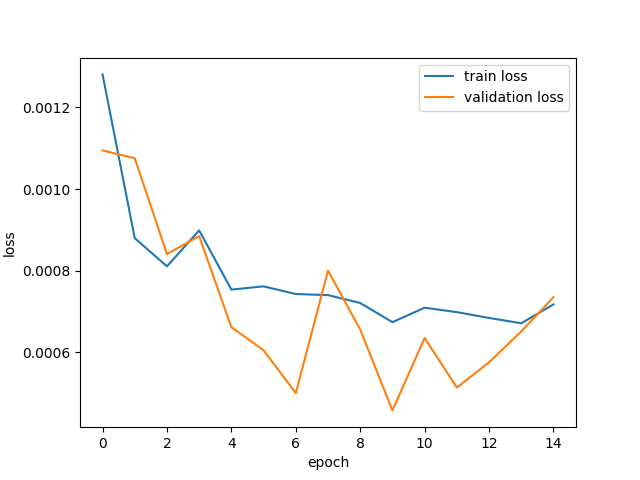 train loss
validation loss
0.0012
0.0010
0.0008
0.0006
loss
0 2 4 6 8 10 12 14
epoch